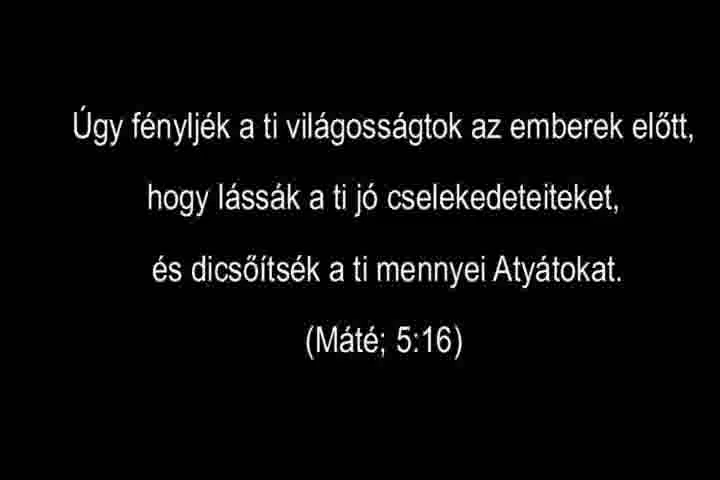 Úgy fényljék a ti világosságtok az emberek előtt,
hogy lássák a ti jó cselekedeteiteket,
és dicsőítsék a ti mennyei Atyátokat.
(Máté; 5:16)